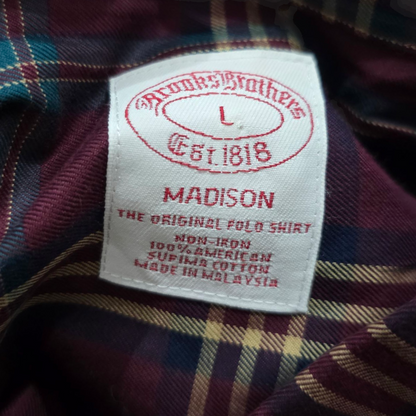 Brooks Brothers
L
Est. 1818
MADISON
THE ORIGINAL POLO SHIRT
NON-IRON
100% AMERICAN
SUPIMA COTTON
MADE IN MALAYSIA